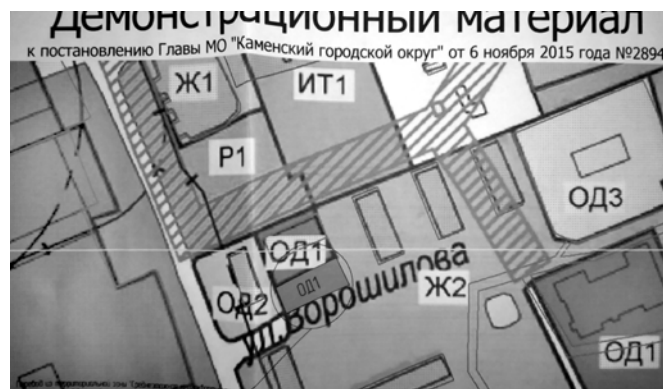 Демонстрационный материал
к постановлению Главы МО "Каменский городской округ" от 6 ноября 2015 года №2894
Ж1
ИТ1
Р1
ОД3
ОД1
ОД1
ОД2
ул.Ворошилова
Ж2
ОД1